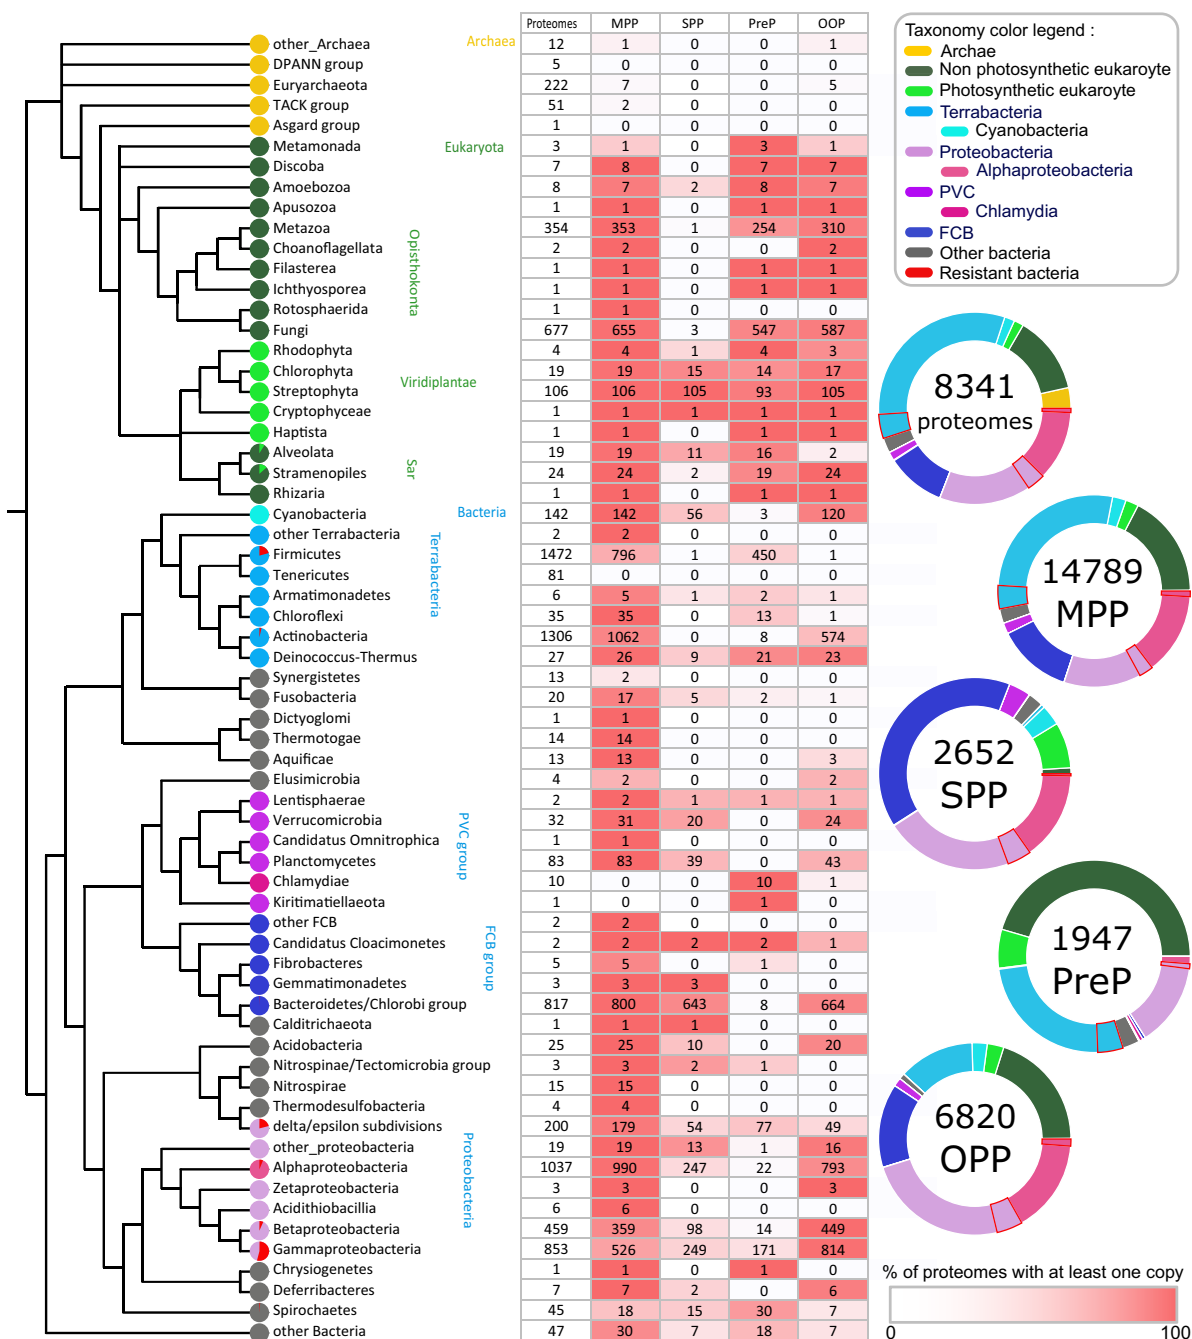 Proteomes MPP SPP PreP OOP
Archaea
other_Archaea 12 1 0 0 1
DPANN group 5 0 0 0 0
Euryarchaeota 222 7 0 0 5
TACK group 51 2 0 0 0
Asgard group 1 0 0 0 0
Eukaryota
Metamonada 3 1 0 3 1
Discoba 7 8 0 7 7
Amoebozoa 8 7 2 8 7
Apusozoa 1 1 0 1 1
Opisthokonta
Metazoa 354 353 1 254 310
Choanoflagellata 2 2 0 0 2
Filasterea 1 1 0 1 1
Ichthyosporea 1 1 0 1 1
Rotosphaerida 1 1 0 0 0
Fungi 677 655 3 547 587
Rhodophyta 4 4 1 4 3
Viridiplantae
Chlorophyta 19 19 15 14 17
Streptophyta 106 106 105 93 105
Cryptophyceae 1 1 1 1 1
Haptista 1 1 0 1 1
Sar
Alveolata 19 19 11 16 2
Stramenopiles 24 24 2 19 24
Rhizaria 1 1 0 1 1
Bacteria
Cyanobacteria 142 142 56 3 120
Terrabacteria
other Terrabacteria 2 2 0 0 0
Firmicutes 1472 796 1 450 1
Tenericutes 81 0 0 0 0
Armatimonadetes 6 5 1 2 1
Chloroflexi 35 35 0 13 1
Actinobacteria 1306 1062 0 8 574
Deinococcus-Thermus 27 26 9 21 23
Synergistetes 13 2 0 0 0
Fusobacteria 20 17 5 2 1
Dictyoglomi 1 1 0 0 0
Thermotogae 14 14 0 0 0
Aquificae 13 13 0 0 3
Elusimicrobia 4 2 0 0 2
PVC group
Lentisphaerae 2 2 1 1 1
Verrucomicrobia 32 31 20 0 24
Candidatus Omnitrophica 1 1 0 0 0
Planctomycetes 83 83 39 0 43
Chlamydiae 10 0 0 10 1
Kiritimatiellaeota 1 0 0 1 0
FCB group
other FCB 2 2 0 0 0
Candidatus Cloacimonetes 2 2 2 2 1
Fibrobacteres 5 5 0 1 0
Gemmatimonadetes 3 3 3 0 0
Bacteroidetes/Chlorobi group 817 800 643 8 664
Calditrichaeota 1 1 1 0 0
Acidobacteria 25 25 10 0 20
Nitrospinae/Tectomicrobia group 3 3 2 1 0
Nitrospirae 15 15 0 0 0
Thermodesulfobacteria 4 4 0 0 0
Proteobacteria
delta/epsilon subdivisions 200 179 54 77 49
other_proteobacteria 19 19 13 1 16
Alphaproteobacteria 1037 990 247 22 793
Zetaproteobacteria 3 3 0 0 3
Acidithiobacillia 6 6 0 0 0
Betaproteobacteria 459 359 98 14 449
Gammaproteobacteria 853 526 249 171 814
Chrysiogenetes 1 1 0 1 0
Deferribacteres 7 7 2 0 6
Spirochaetes 45 18 15 30 7
other Bacteria 47 30 7 18 7
Taxonomy color legend :
Archae
Non photosynthetic eukaroyte
Photosynthetic eukaroyte
Terrabacteria
Cyanobacteria
Proteobacteria
Alphaproteobacteria
PVC
Chlamydia
FCB
Other bacteria
Resistant bacteria
8341
proteomes
14789
MPP
2652
SPP
1947
PreP
6820
OPP
% of proteomes with at least one copy
0 100